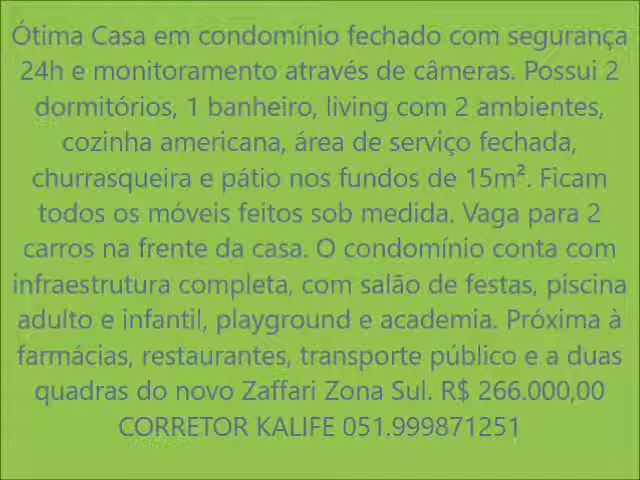 Ótima Casa em condomínio fechado com segurança
24h e monitoramento através de câmeras. Possui 2
dormitórios, 1 banheiro, living com 2 ambientes,
cozinha americana, área de serviço fechada,
churrasqueira e pátio nos fundos de 15m². Ficam
todos os móveis feitos sob medida. Vaga para 2
carros na frente da casa. O condomínio conta com
infraestrutura completa, com salão de festas, piscina
adulto e infantil, playground e academia. Próxima à
farmácias, restaurantes, transporte público e a duas
quadras do novo Zaffari Zona Sul. R$ 266.000,00
CORRETOR KALIFE 051.999871251